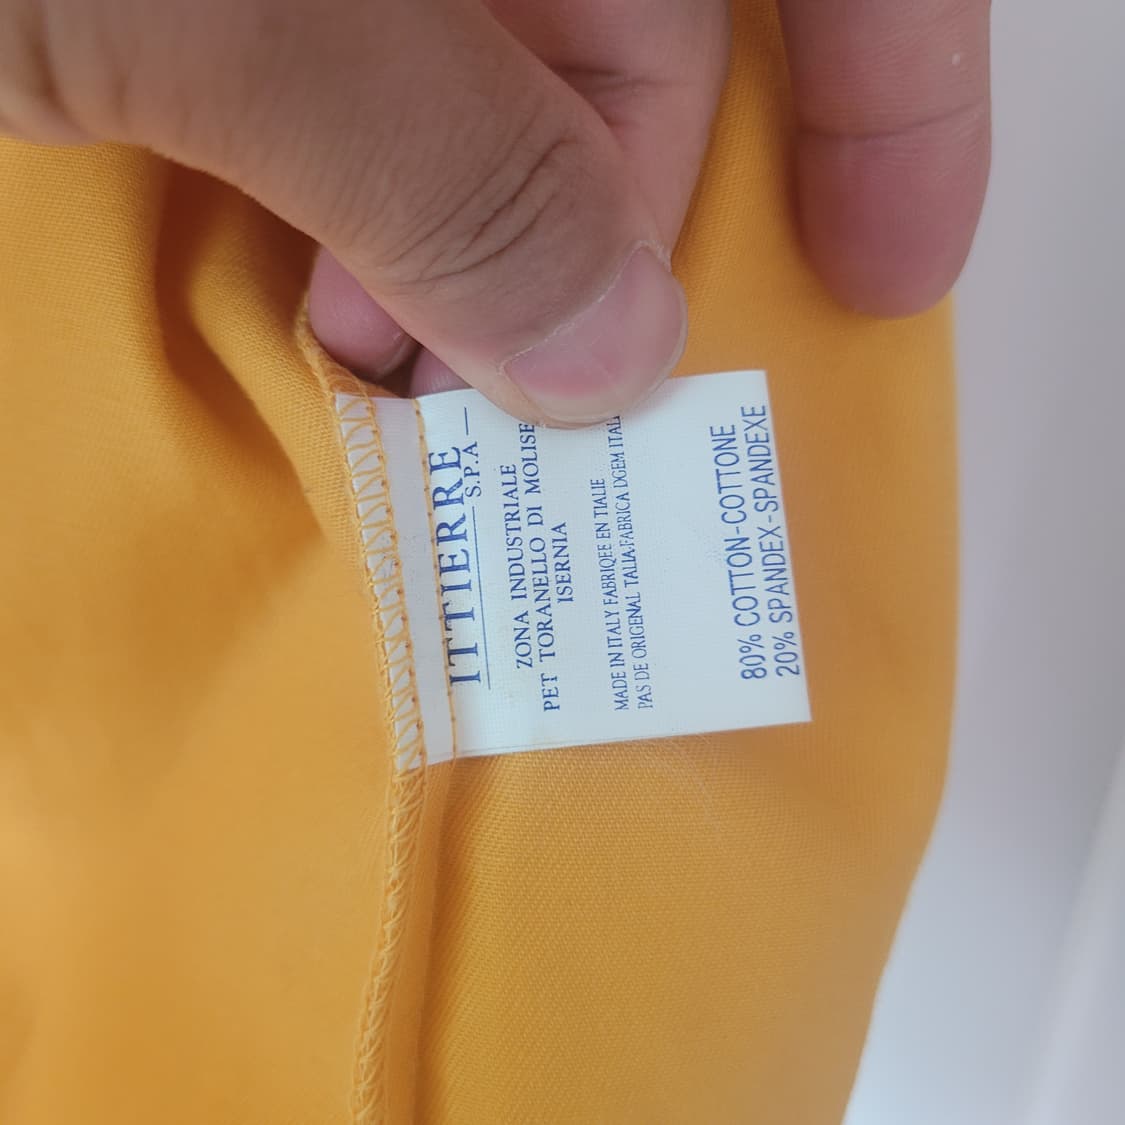 ITTIERRE
S.P.A —
ZONA INDUSTRIALE
PET TORANELLO DI MOLISE
ISERNIA
MADE IN ITALY FABRIQEE EN TIALIE
PAS DE ORIGENAL TALIA-FABRICA DGEM ITAL
80% COTTON-COTTONE
20% SPANDEX-SPANDEXE